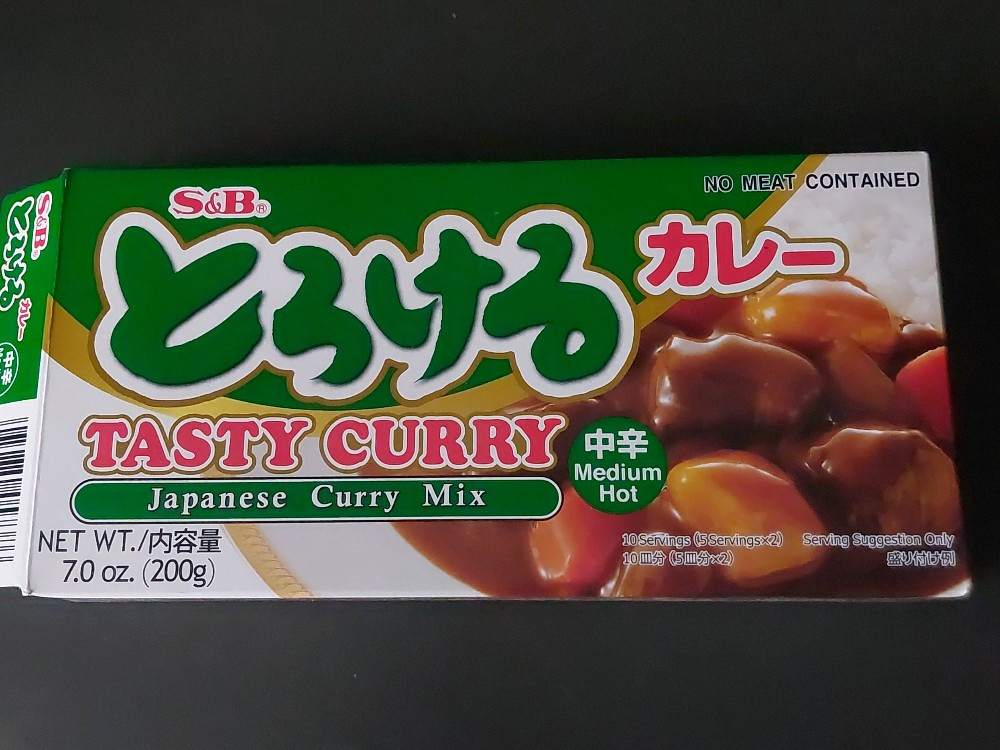 S&B®
とろける
カレー
NO MEAT CONTAINED
TASTY CURRY
Japanese Curry Mix
中辛
Medium
Hot
NET WT./内容量
7.0 oz. (200g)
10 Servings (5 Servings×2)
10皿分 (5皿分×2)
Serving Suggestion Only
盛り付け例
S&B®
とろける
カレー
中辛